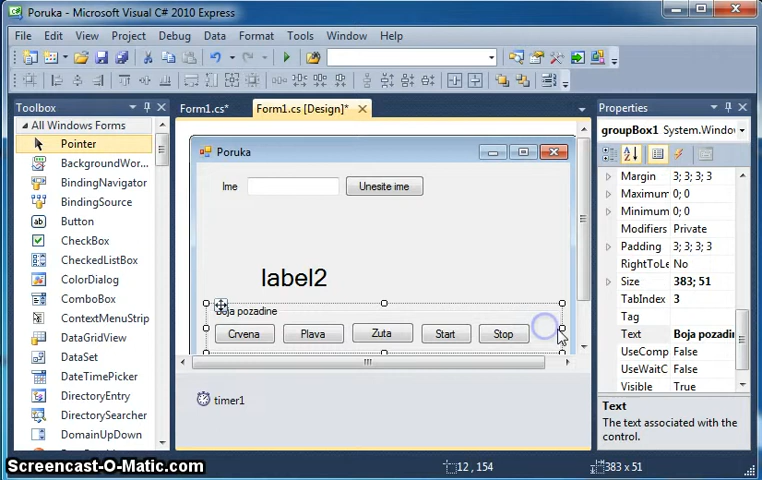 Poruka - Microsoft Visual C# 2010 Express
File Edit View Project Debug Data Format Tools Window Help
Toolbox
Form1.cs*
Form1.cs [Design]*
Properties
All Windows Forms
Pointer
BackgroundWor...
BindingNavigator
BindingSource
Button
CheckBox
CheckedListBox
ColorDialog
ComboBox
ContextMenuStrip
DataGridView
DataSet
DateTimePicker
DirectoryEntry
DirectorySearcher
DomainUpDown
Poruka
Ime
Unesite ime
label2
Boja pozadine
Crvena Plava Zuta Start Stop
timer1
groupBox1 System.Windo
Margin 3; 3; 3; 3
Maximum 0; 0
Minimum 0; 0
Modifiers Private
Padding 3; 3; 3; 3
RightToLe No
Size 383; 51
TabIndex 3
Tag
Text Boja pozadin
UseComp False
UseWaitC False
Visible True
Text
The text associated with the control.
12 , 154
383 x 51
Screencast-O-Matic.com